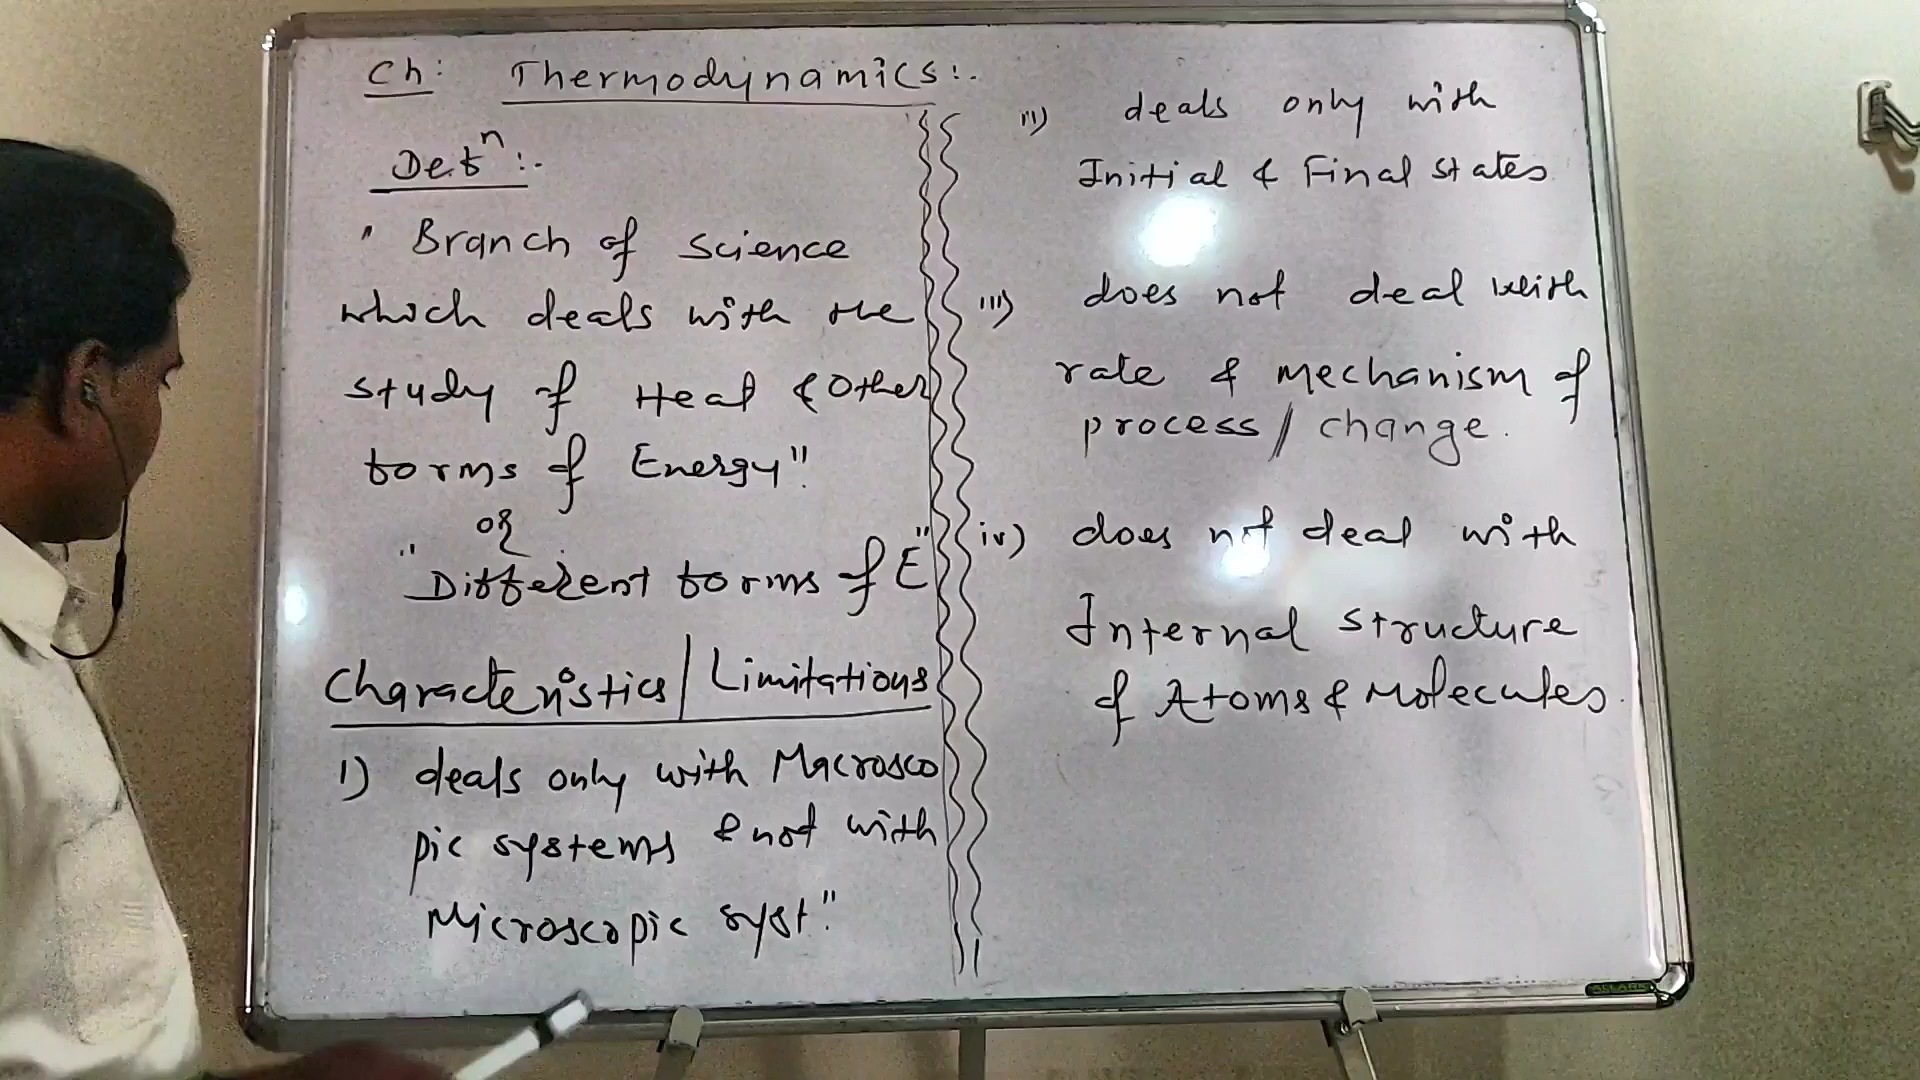 Ch: Thermodynamics:.
Defⁿ:.
" Branch of science
which deals with the
study of Heat & Other
forms of Energy"
OR
"Different forms of E"
Characteristics/Limitations
1) deals only with Macrosco
pic systems & not with
Microscopic syst."
ii) deals only with
Initial & Final states
iii) does not deal with
rate & mechanism of
process/change.
iv) does not deal with
Internal structure
of Atoms & Molecules.